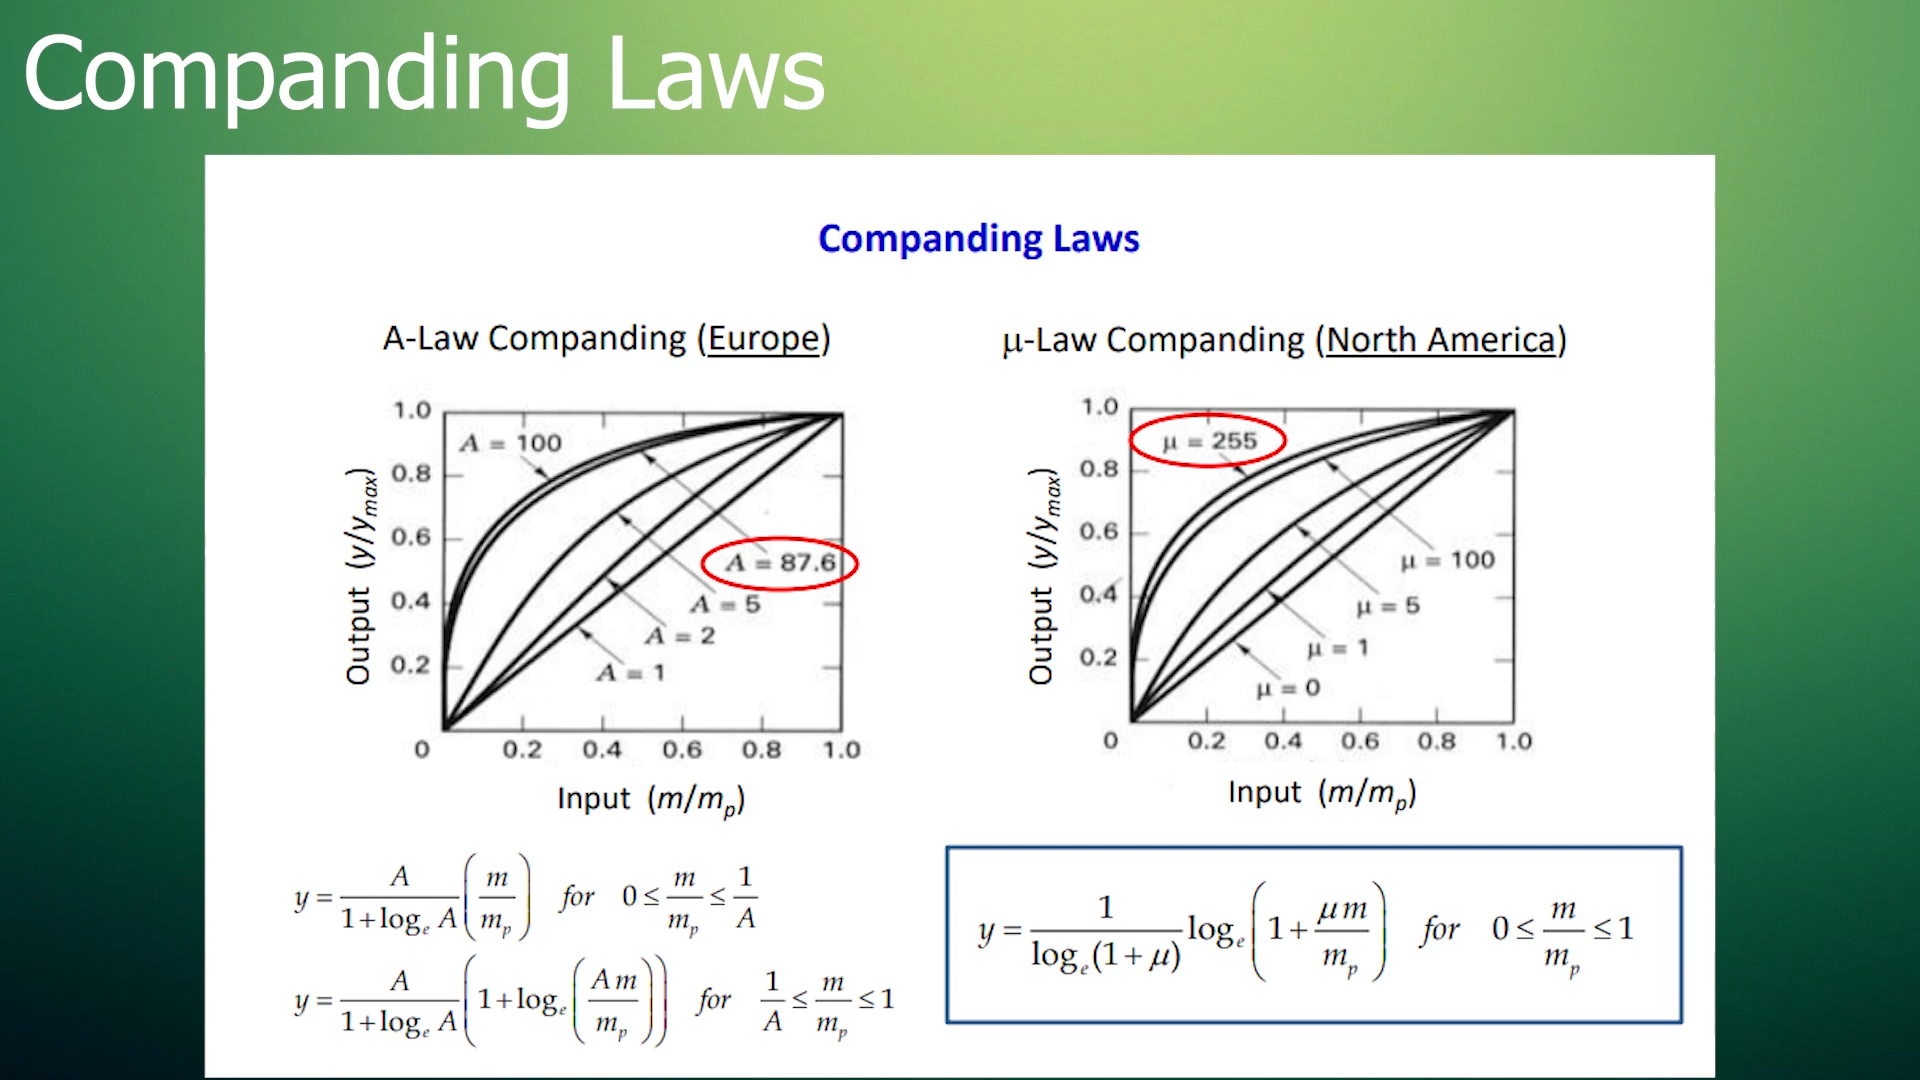 Companding Laws
Companding Laws
A-Law Companding (Europe)
1.0
0.8
0.6
0.4
0.2
0
0.2 0.4 0.6 0.8 1.0
A = 100
A = 87.6
A = 5
A = 2
A = 1
Output (y/y_max)
Input (m/m_p)
μ-Law Companding (North America)
1.0
0.8
0.6
0.4
0.2
0
0.2 0.4 0.6 0.8 1.0
μ = 255
μ = 100
μ = 5
μ = 1
μ = 0
Output (y/y_max)
Input (m/m_p)
y = A/(1+log_e A) (m/m_p) for 0 ≤ m/m_p ≤ 1/A
y = A/(1+log_e A) (1+log_e (Am/m_p)) for 1/A ≤ m/m_p ≤ 1
y = 1/(log_e(1+μ)) log_e (1+ μm/m_p) for 0 ≤ m/m_p ≤ 1